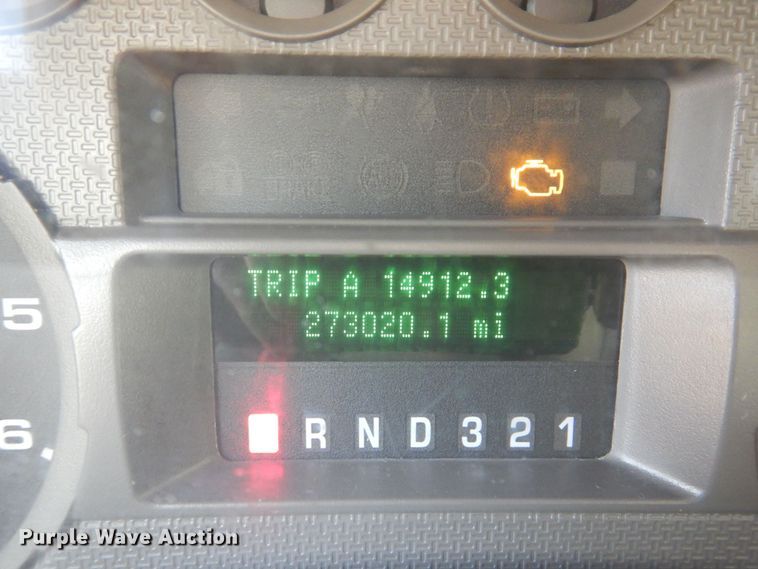 TRIP A 14912.3
273020.1 mi
R N D 3 2 1
5
6
Purple Wave Auction